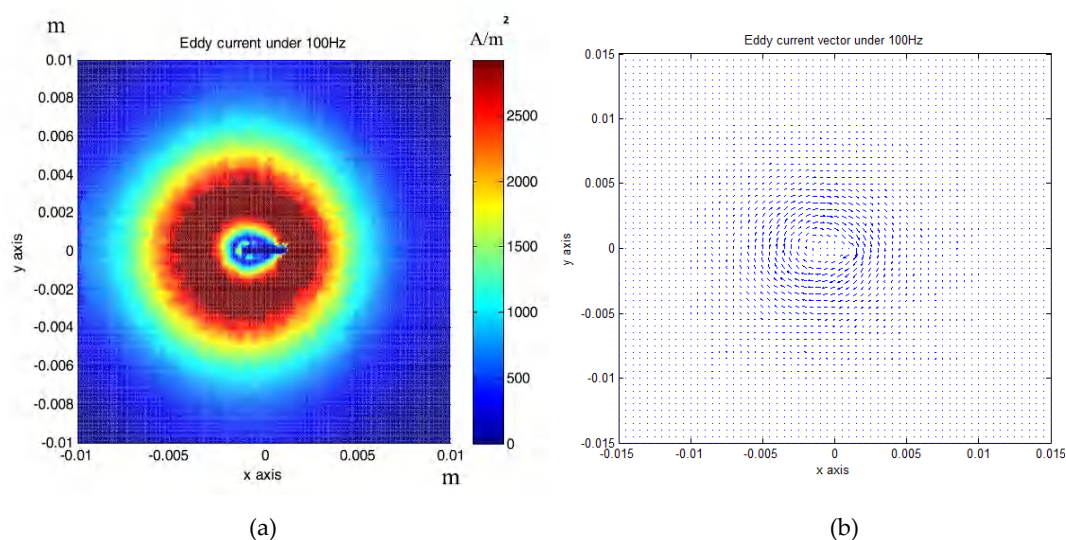 m
Eddy current under 100Hz
A/m²
0.01
0.008
0.006
0.004
0.002
0
-0.002
-0.004
-0.006
-0.008
-0.01
y axis
-0.01 -0.005 0 0.005 0.01
x axis
m
2500
2000
1500
1000
500
0
(a)
Eddy current vector under 100Hz
0.015
0.01
0.005
0
-0.005
-0.01
-0.015
y axis
-0.015 -0.01 -0.005 0 0.005 0.01 0.015
x axis
(b)